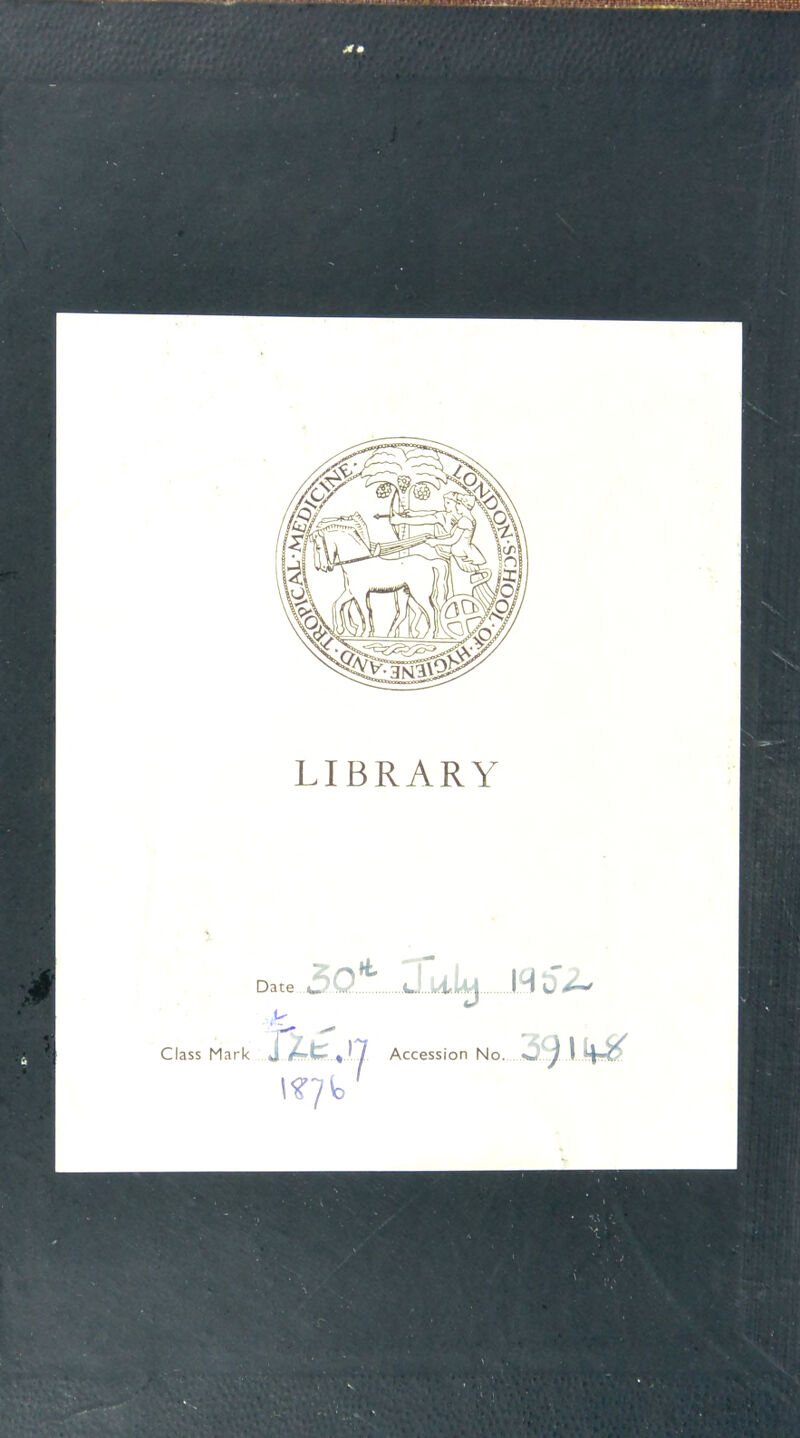 LONDON·SCHOOL·OF·HYGIENE·AND·TROPICAL·MEDICINE·
LIBRARY
Date 30th July 1952
Class Mark JZE.17 Accession No. 39148
1876